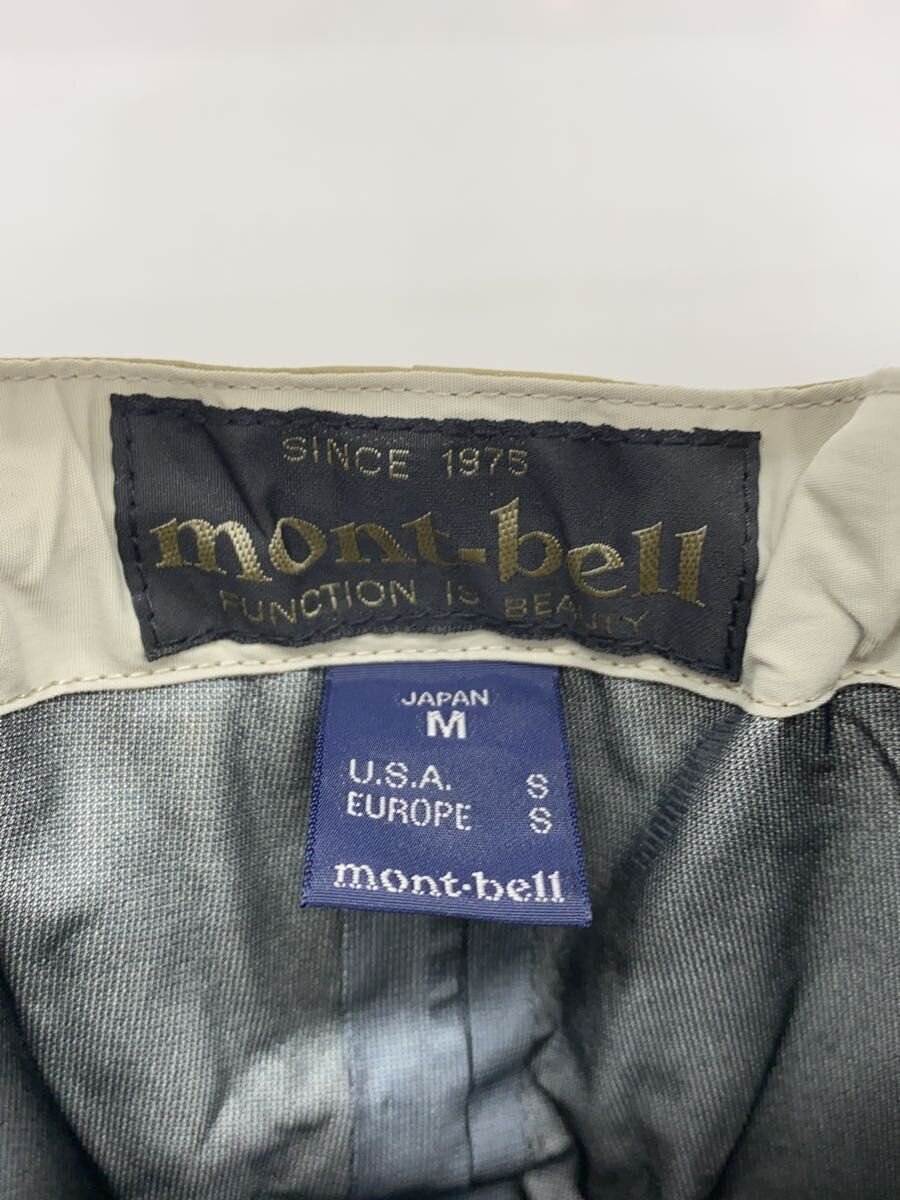 SINCE 1975
mont-bell
FUNCTION IS BEAUTY
JAPAN
M
U.S.A. S
EUROPE S
mont-bell